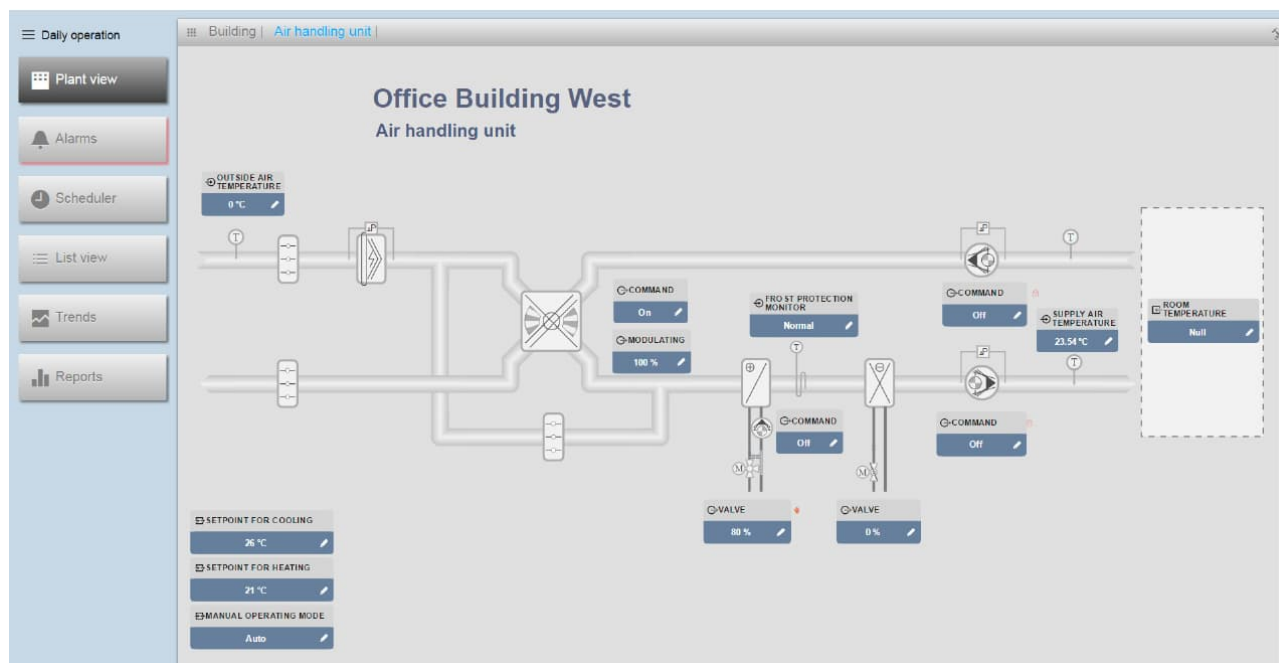 Daily operation
Building | Air handling unit |
Plant view
Alarms
Scheduler
List view
Trends
Reports
Office Building West
Air handling unit
OUTSIDE AIR
TEMPERATURE
0 °C
T
P
P
T
COMMAND
On
MODULATING
100 %
FROST PROTECTION
MONITOR
Normal
T
COMMAND
Off
SUPPLY AIR
TEMPERATURE
23.54 °C
ROOM
TEMPERATURE
Null
P
T
COMMAND
Off
COMMAND
Off
M
M
VALVE
80 %
VALVE
0 %
SETPOINT FOR COOLING
26 °C
SETPOINT FOR HEATING
21 °C
MANUAL OPERATING MODE
Auto